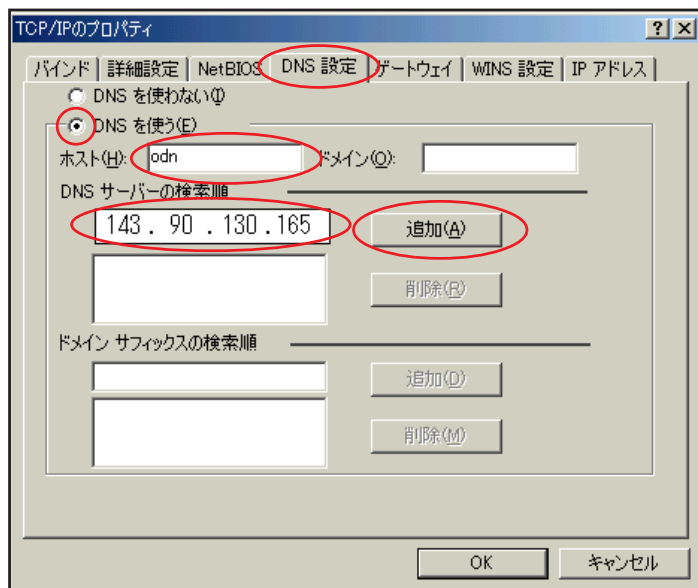 TCP/IPのプロパティ
バインド 詳細設定 NetBIOS DNS 設定 ゲートウェイ WINS 設定 IP アドレス
DNS を使わない(I)
DNS を使う(E)
ホスト(H): odn ドメイン(O):
DNS サーバーの検索順
143 . 90 . 130 . 165 追加(A)
削除(R)
ドメイン サフィックスの検索順
追加(D)
削除(M)
OK キャンセル